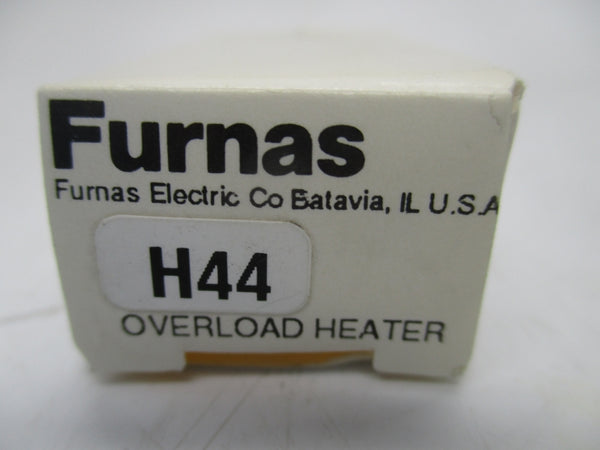 Furnas
Furnas Electric Co Batavia, IL U.S.A
H44
OVERLOAD HEATER